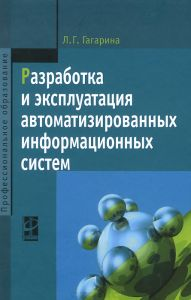 Профессиональное образование
Л. Г. Гагарина
Разработка
и эксплуатация
автоматизированных
информационных
систем